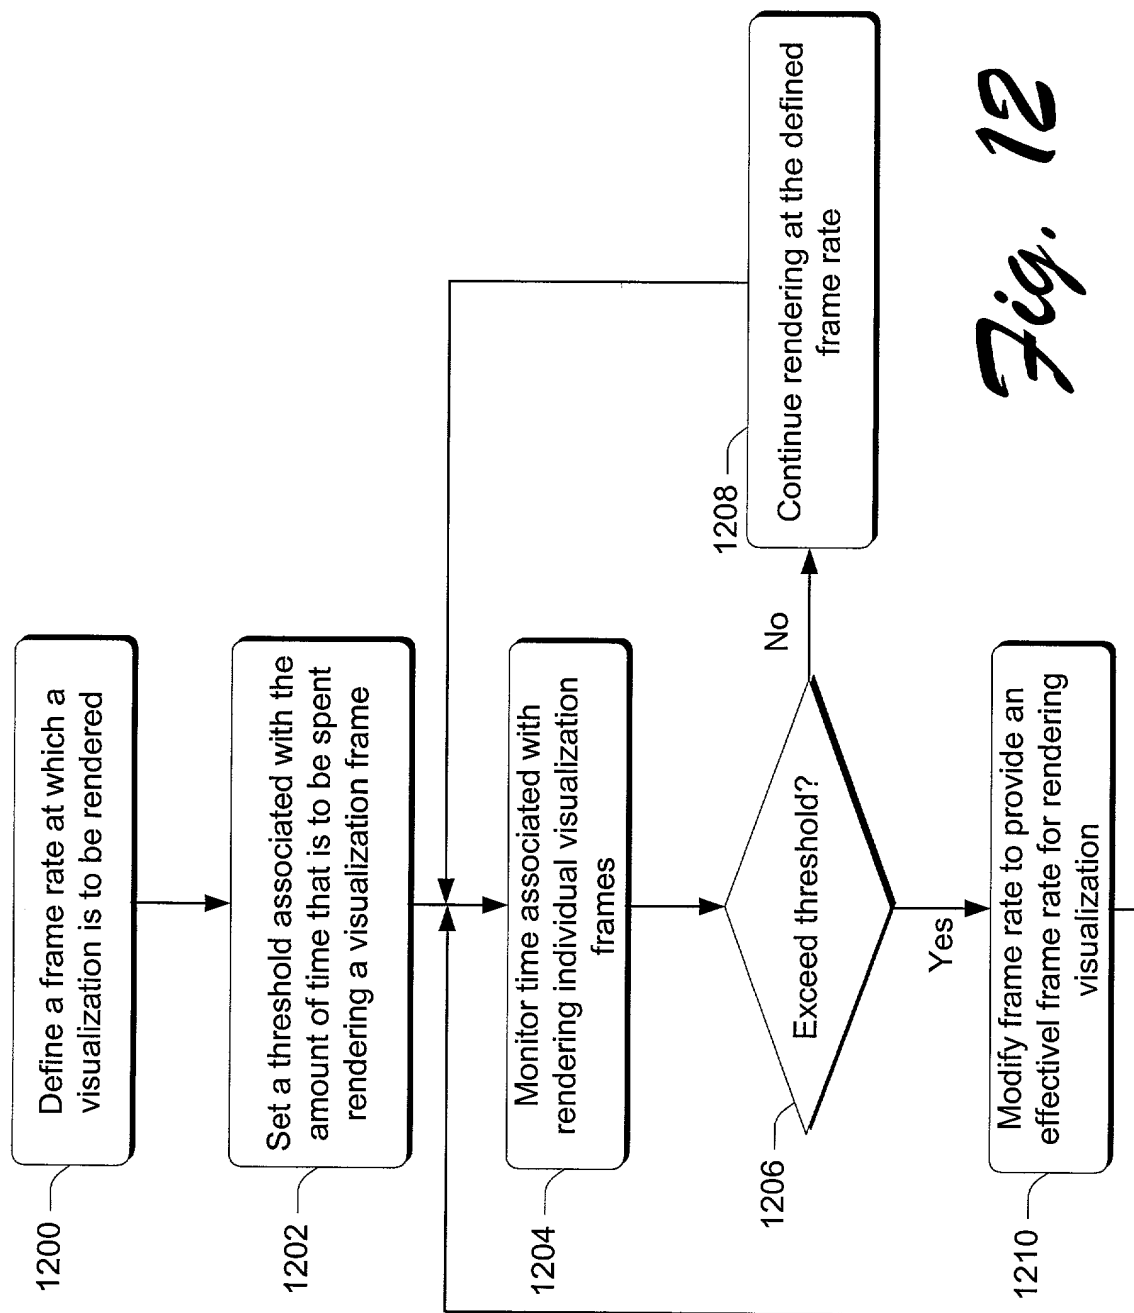 1200
Define a frame rate at which a
visualization is to be rendered
1202
Set a threshold associated with the
amount of time that is to be spent
rendering a visualization frame
1204
Monitor time associated with
rendering individual visualization
frames
1206
Exceed threshold?
No
1208
Continue rendering at the defined
frame rate
Yes
1210
Modify frame rate to provide an
effectivel frame rate for rendering
visualization
Fig. 12